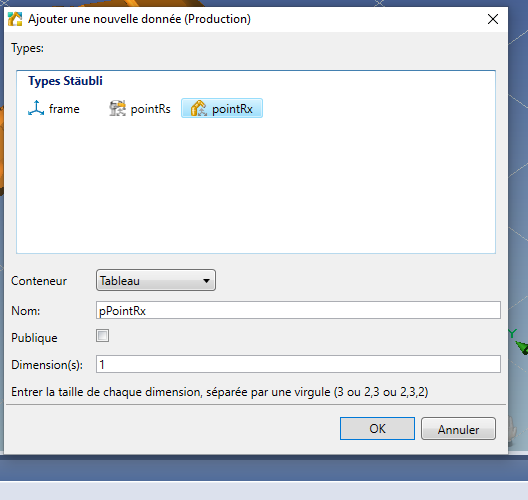 Ajouter une nouvelle donnée (Production)
Types:
Types Stäubli
frame pointRs pointRx
Conteneur Tableau
Nom: pPointRx
Publique
Dimension(s): 1
Entrer la taille de chaque dimension, séparée par une virgule (3 ou 2,3 ou 2,3,2)
OK Annuler
Y